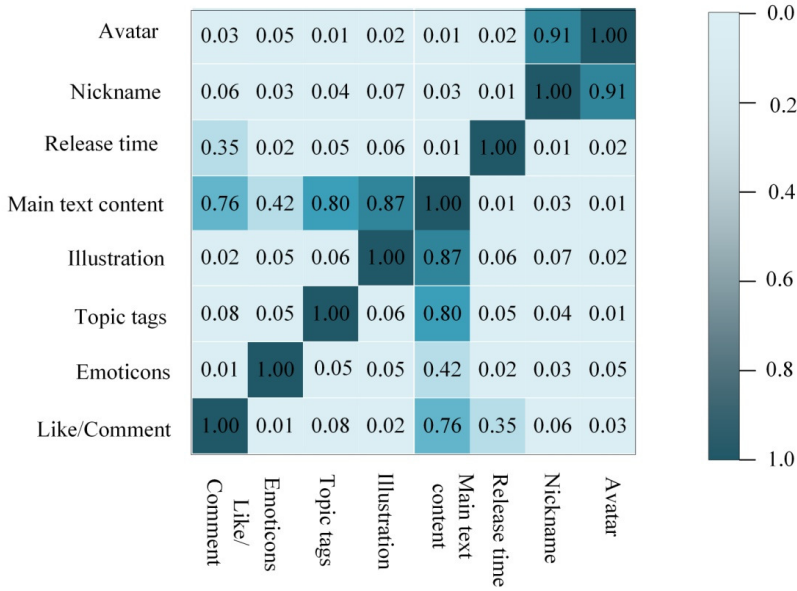 Avatar 0.03 0.05 0.01 0.02 0.01 0.02 0.91 1.00
Nickname 0.06 0.03 0.04 0.07 0.03 0.01 1.00 0.91
Release time 0.35 0.02 0.05 0.06 0.01 1.00 0.01 0.02
Main text content 0.76 0.42 0.80 0.87 1.00 0.01 0.03 0.01
Illustration 0.02 0.05 0.06 1.00 0.87 0.06 0.07 0.02
Topic tags 0.08 0.05 1.00 0.06 0.80 0.05 0.04 0.01
Emoticons 0.01 1.00 0.05 0.05 0.42 0.02 0.03 0.05
Like/Comment 1.00 0.01 0.08 0.02 0.76 0.35 0.06 0.03
Like/
Comment
Emoticons
Topic tags
Illustration
Main text
content
Release time
Nickname
Avatar
0.0
0.2
0.4
0.6
0.8
1.0